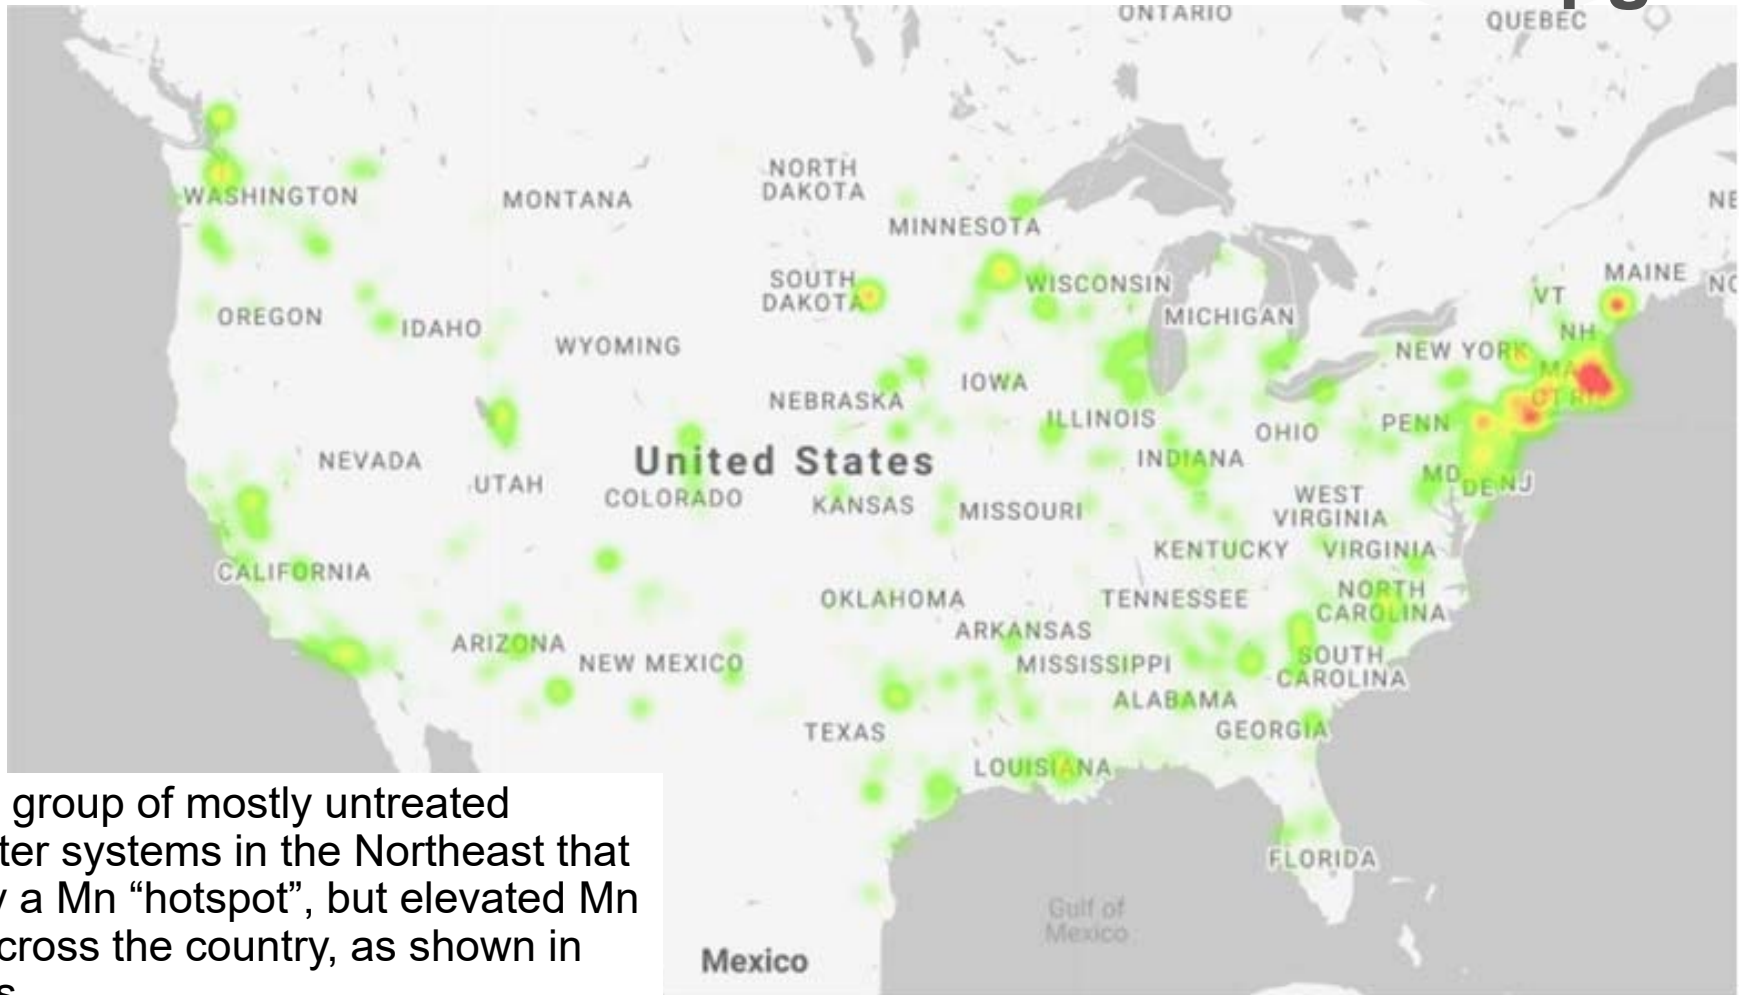 ONTARIO
QUEBEC
WASHINGTON
MONTANA
NORTH
DAKOTA
MINNESOTA
MAINE
SOUTH
DAKOTA
WISCONSIN
VT
OREGON
IDAHO
MICHIGAN
NH
WYOMING
NEW YORK
MA
IOWA
NEBRASKA
CT RI
ILLINOIS
PENN
OHIO
NEVADA
United States
INDIANA
MD
DE NJ
UTAH
COLORADO
KANSAS
MISSOURI
WEST
VIRGINIA
KENTUCKY
VIRGINIA
CALIFORNIA
OKLAHOMA
TENNESSEE
NORTH
CAROLINA
ARKANSAS
ARIZONA
NEW MEXICO
MISSISSIPPI
SOUTH
CAROLINA
ALABAMA
TEXAS
GEORGIA
LOUISIANA
FLORIDA
Gulf of
Mexico
Mexico
group of mostly untreated
ter systems in the Northeast that
a Mn “hotspot”, but elevated Mn
cross the country, as shown in